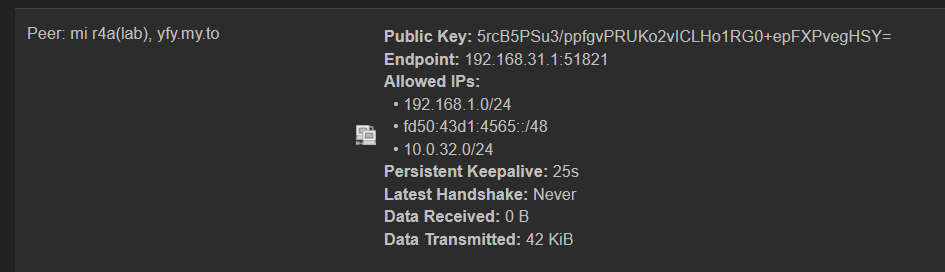 Peer: mi r4a(lab), yfy.my.to
Public Key: 5rcB5PSu3/ppfgvPRUKo2vICLHo1RG0+epFXPvegHSY=
Endpoint: 192.168.31.1:51821
Allowed IPs:
• 192.168.1.0/24
• fd50:43d1:4565::/48
• 10.0.32.0/24
Persistent Keepalive: 25s
Latest Handshake: Never
Data Received: 0 B
Data Transmitted: 42 KiB